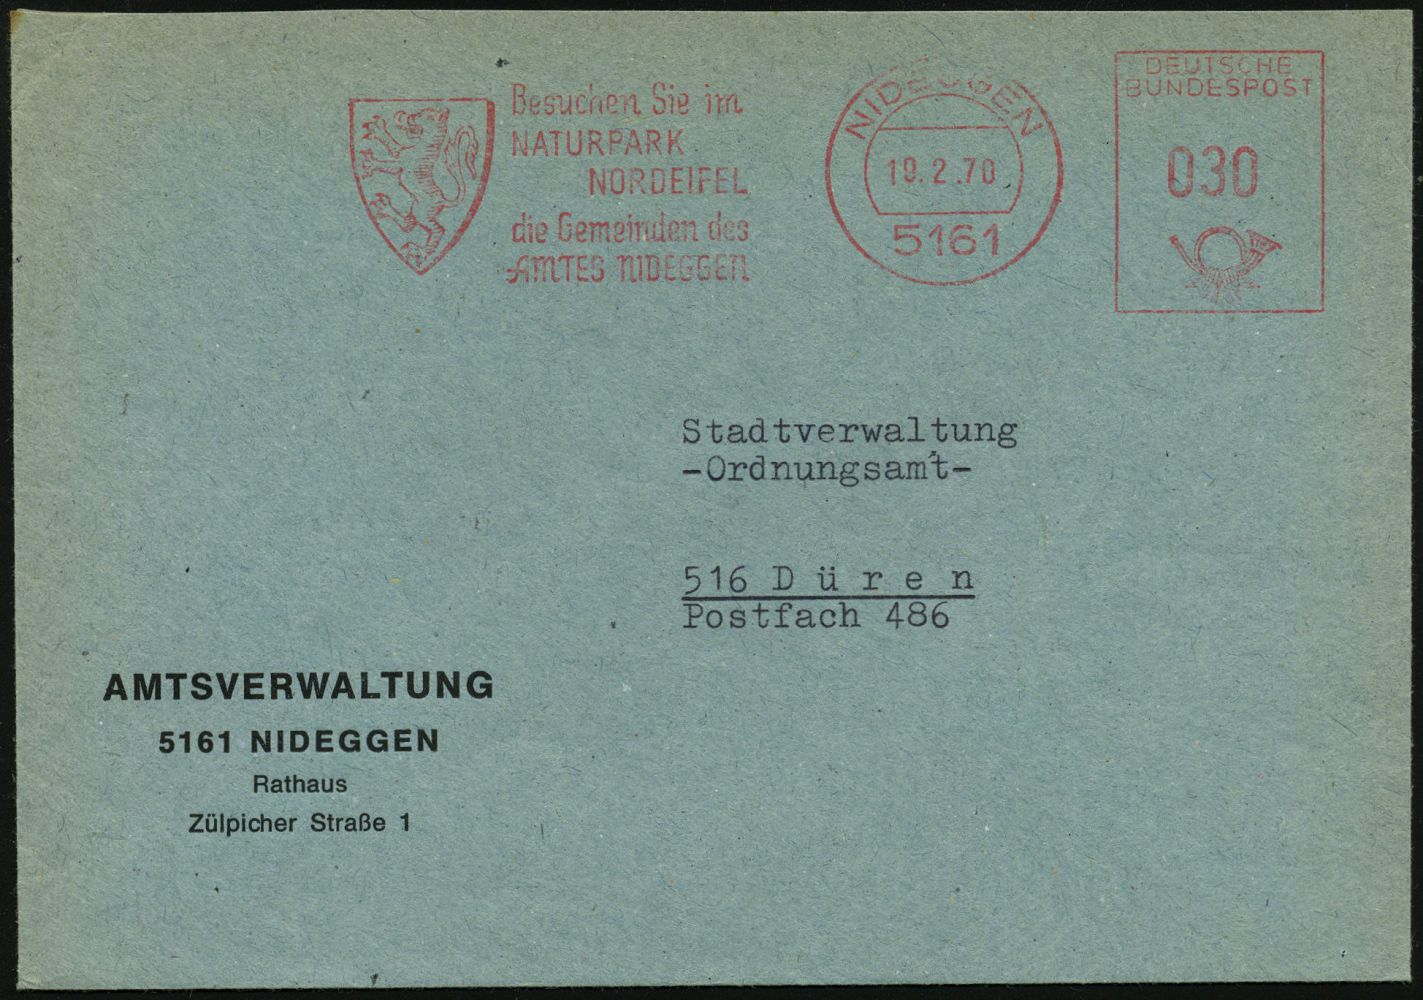 Besuchen Sie im
NATURPARK
NORDEIFEL
die Gemeinden des
AMTES NIDEGGEN
NIDEGGEN
19.2.70
5161
DEUTSCHE
BUNDESPOST
030
Stadtverwaltung
-Ordnungsamt-
516 D ü r e n
Postfach 486
AMTSVERWALTUNG
5161 NIDEGGEN
Rathaus
Zülpicher Straße 1